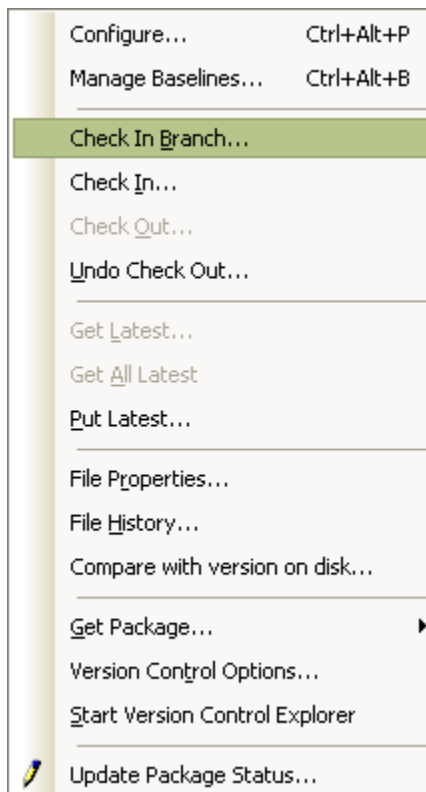 Configure... Ctrl+Alt+P
Manage Baselines... Ctrl+Alt+B
Check In Branch...
Check In...
Check Out...
Undo Check Out...
Get Latest...
Get All Latest
Put Latest...
File Properties...
File History...
Compare with version on disk...
Get Package...
Version Control Options...
Start Version Control Explorer
Update Package Status...